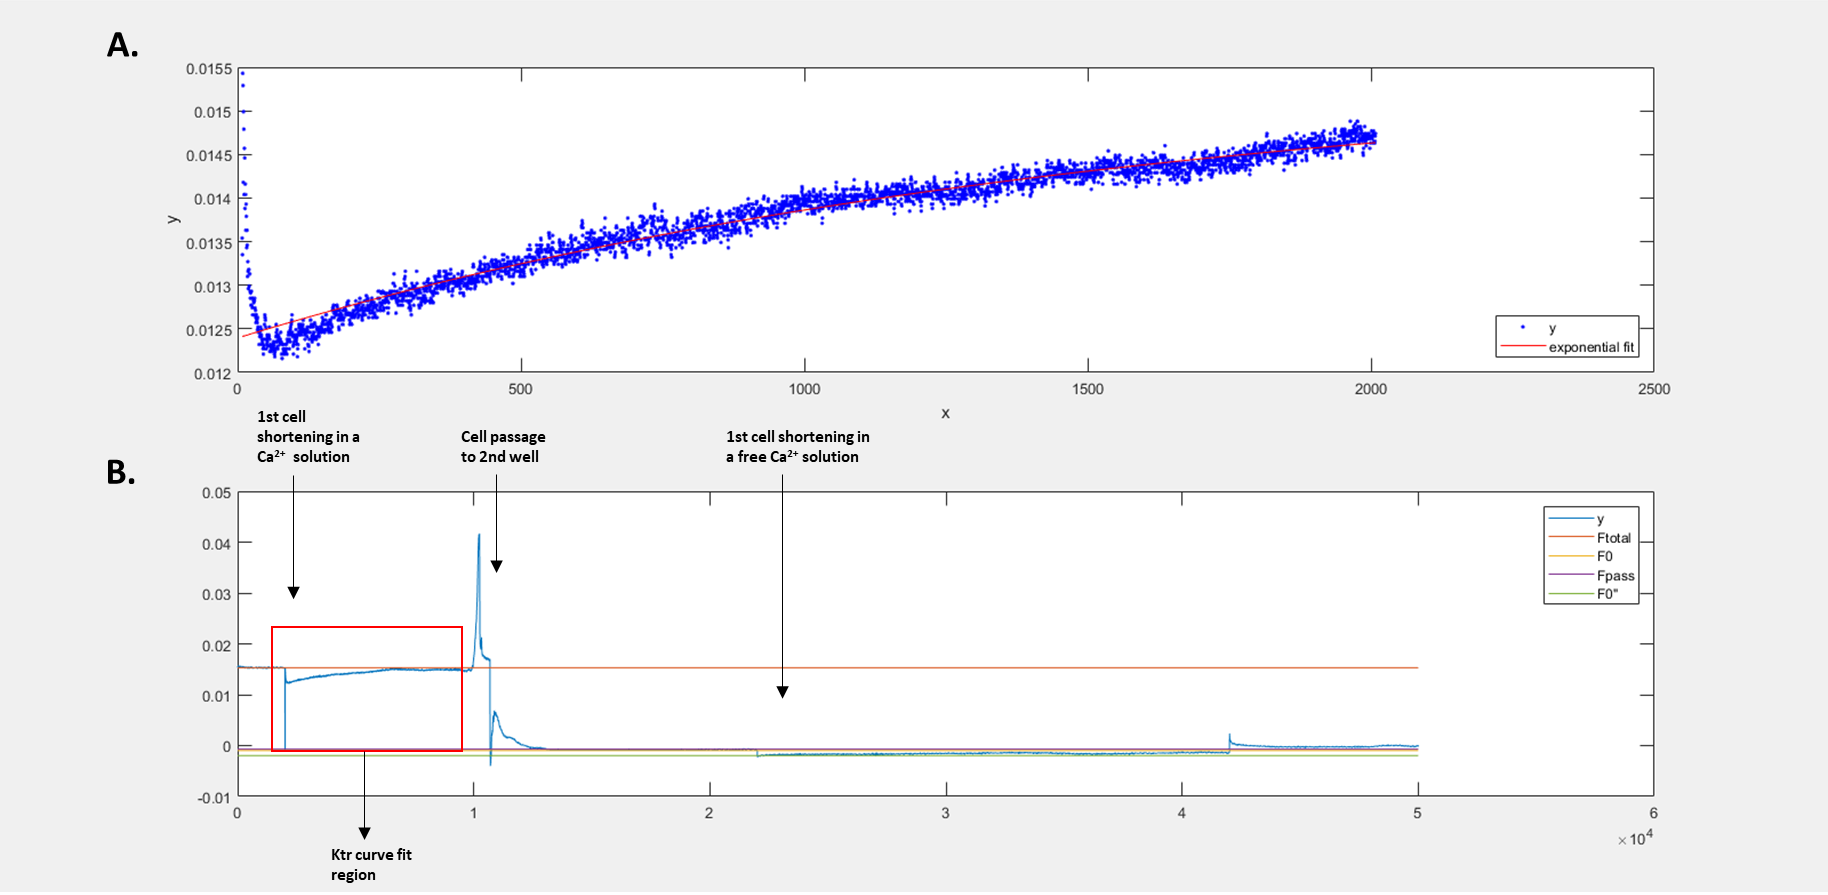 A.
0.0155
0.015
0.0145
0.014
0.0135
0.013
0.0125
0.012
y
y
exponential fit
0 500 1000 1500 2000 2500
x
1st cell
shortening in a
Ca²⁺ solution
Cell passage
to 2nd well
1st cell shortening in
a free Ca²⁺ solution
B.
0.05
0.04
0.03
0.02
0.01
0
-0.01
y
Ftotal
F0
Fpass
F0"
0 1 2 3 4 5 6
×10⁴
Ktr curve fit
region